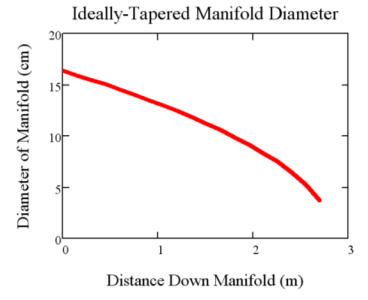 Ideally-Tapered Manifold Diameter
Diameter of Manifold (cm)
20
15
10
5
0
0 1 2 3
Distance Down Manifold (m)